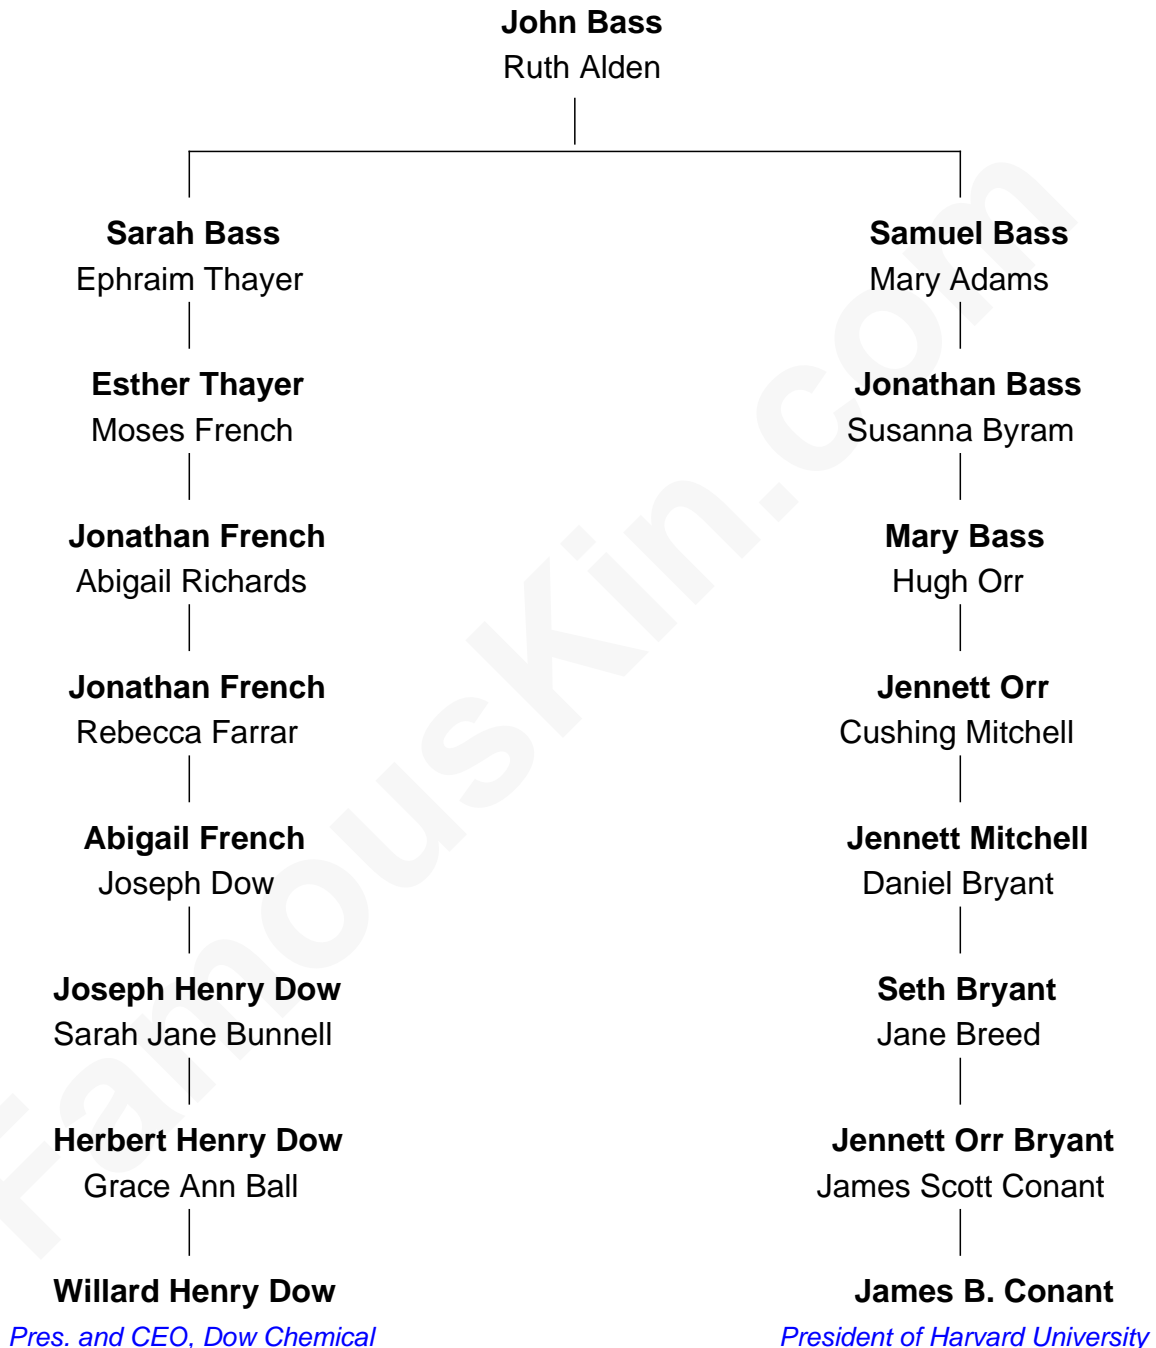 John Bass
Ruth Alden
Sarah Bass
Ephraim Thayer
Samuel Bass
Mary Adams
Esther Thayer
Moses French
Jonathan Bass
Susanna Byram
Jonathan French
Abigail Richards
Mary Bass
Hugh Orr
Jonathan French
Rebecca Farrar
Jennett Orr
Cushing Mitchell
Abigail French
Joseph Dow
Jennett Mitchell
Daniel Bryant
Joseph Henry Dow
Sarah Jane Bunnell
Seth Bryant
Jane Breed
Herbert Henry Dow
Grace Ann Ball
Jennett Orr Bryant
James Scott Conant
Willard Henry Dow
Pres. and CEO, Dow Chemical
James B. Conant
President of Harvard University
FamousKin.com